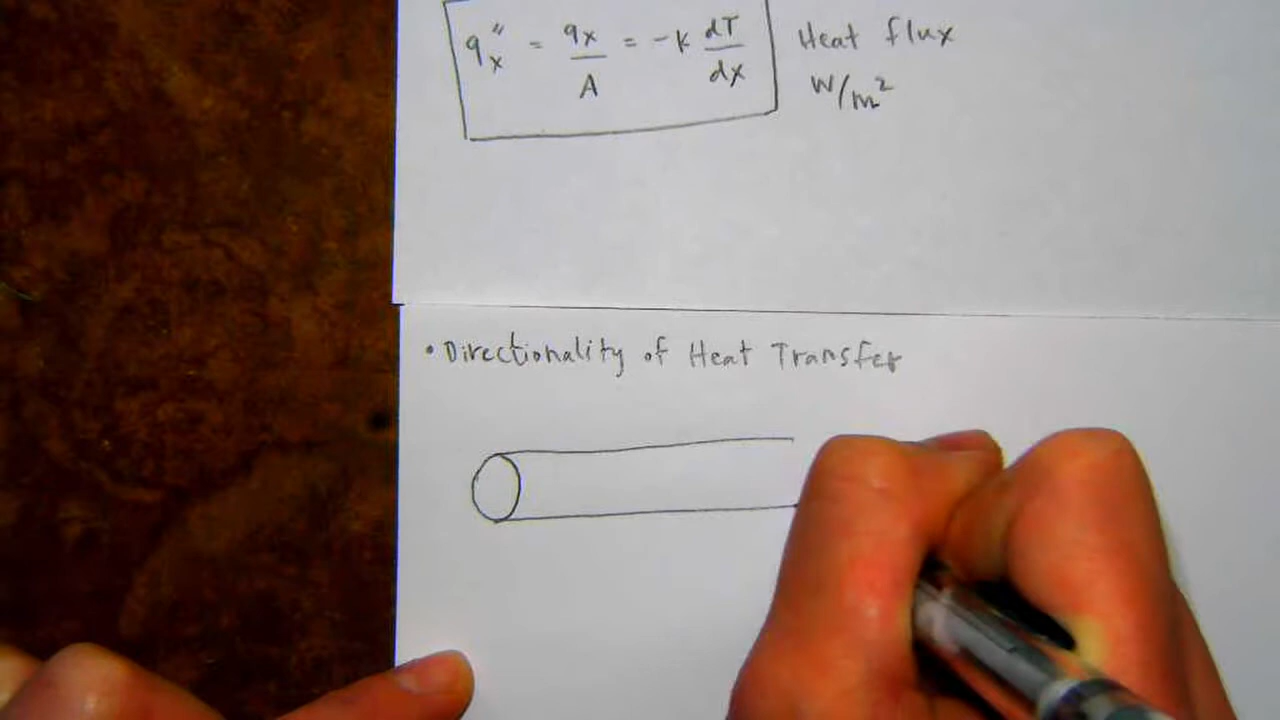 q″x = qx/A = -k dT/dx Heat flux
W/m²
• Directionality of Heat Transfer